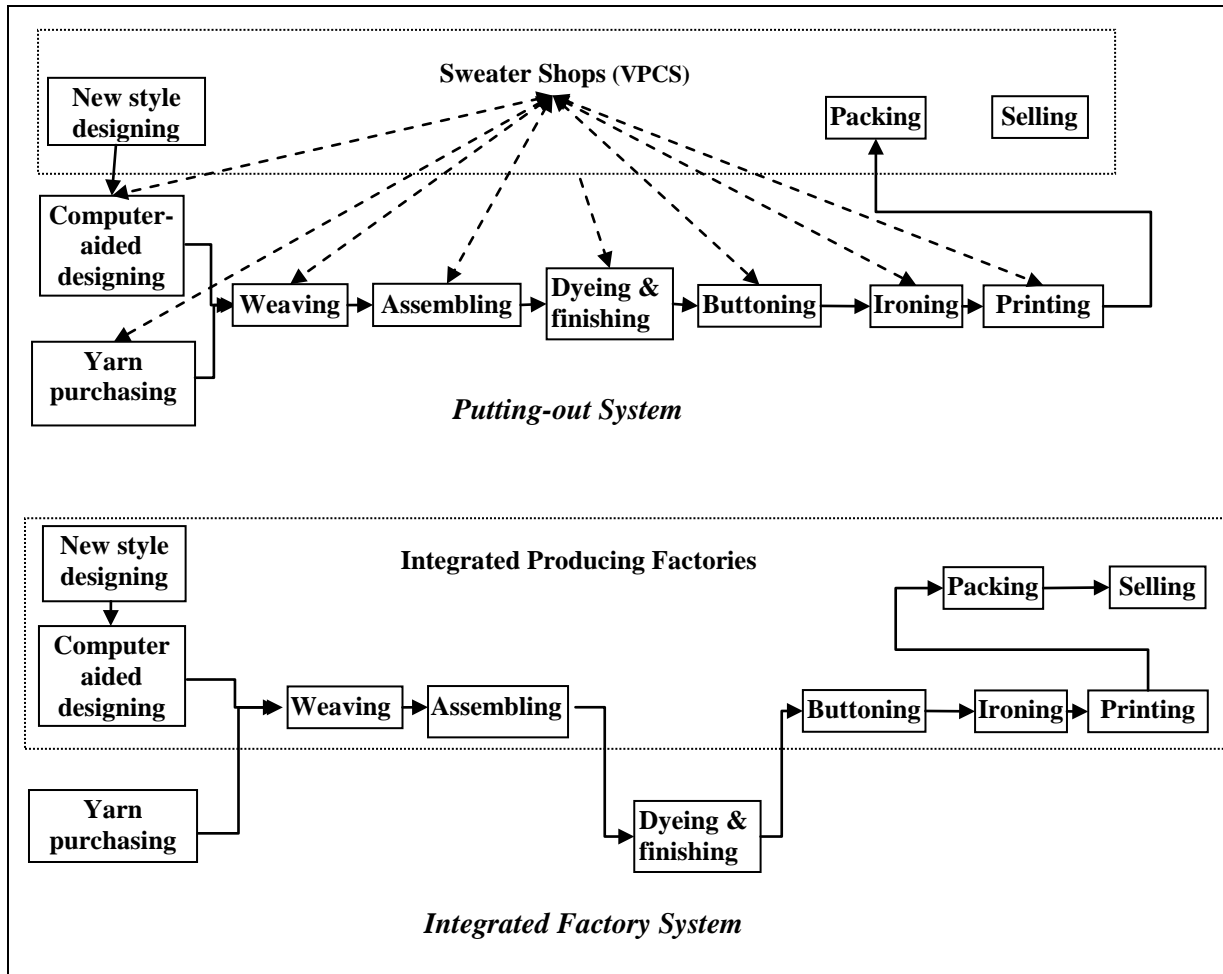 Sweater Shops (VPCS)
New style
designing
Packing
Selling
Computer-
aided
designing
Weaving
Assembling
Dyeing &
finishing
Buttoning
Ironing
Printing
Yarn
purchasing
Putting-out System
New style
designing
Integrated Producing Factories
Packing
Selling
Computer
aided
designing
Weaving
Assembling
Buttoning
Ironing
Printing
Yarn
purchasing
Dyeing &
finishing
Integrated Factory System